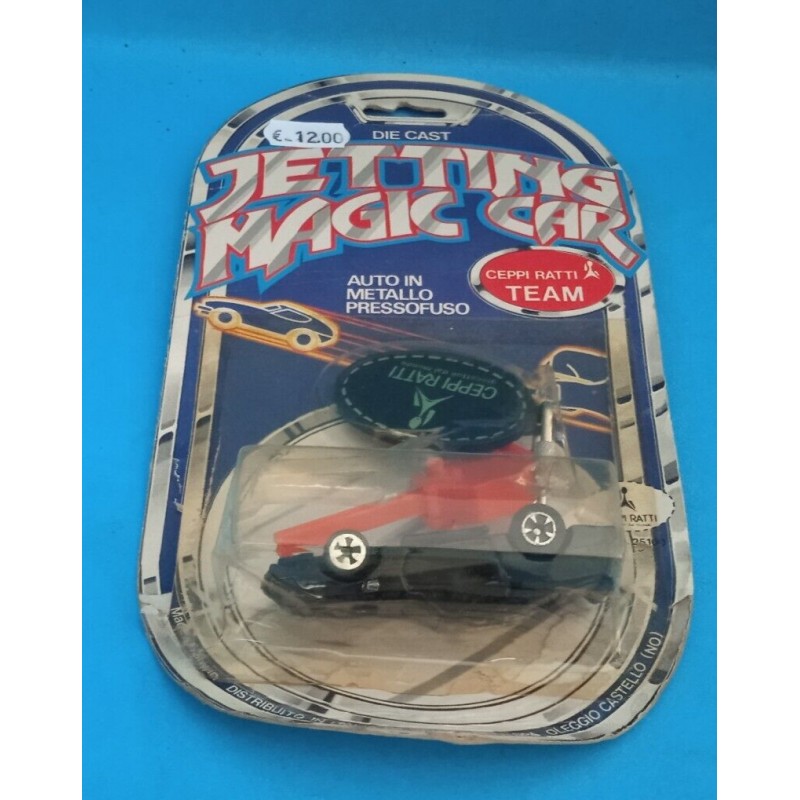 € 12.00
DIE CAST
JETTING
MAGIC CAR
CEPPI RATTI
TEAM
AUTO IN
METALLO
PRESSOFUSO
CEPPI RATTI
RATTI
DISTRIBUITO
OLEGGIO CASTELLO (NO)